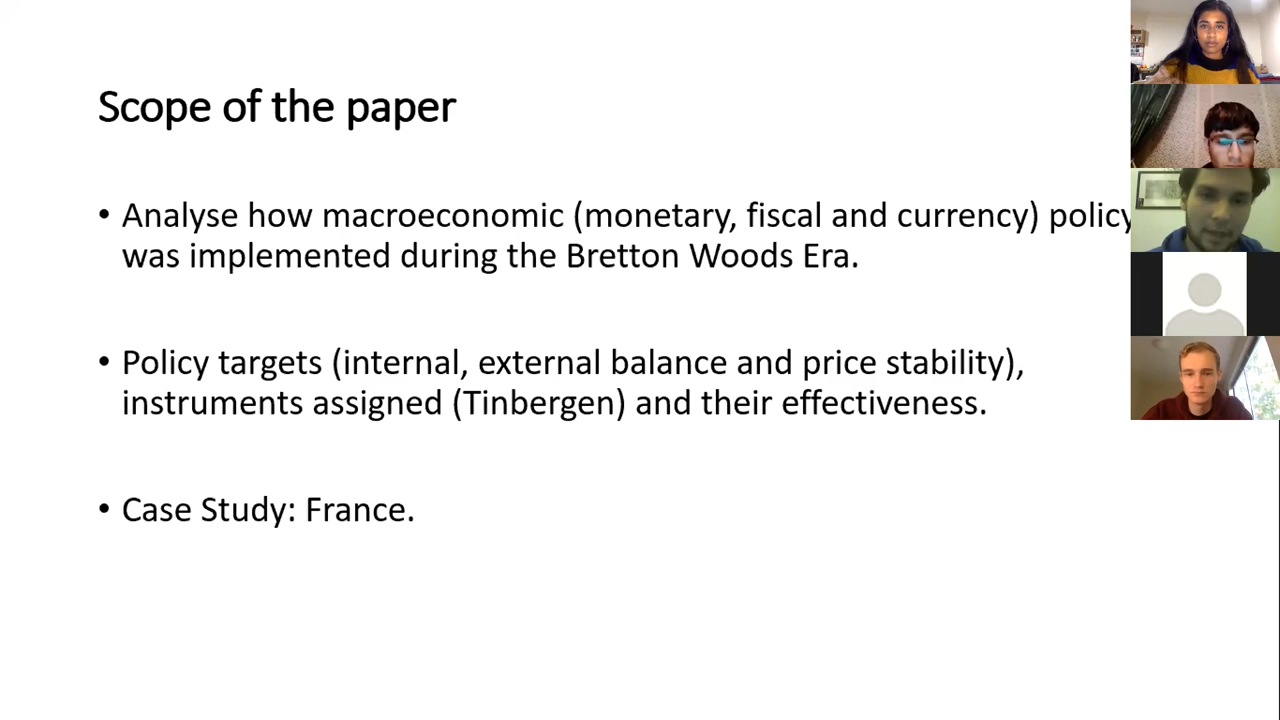 Scope of the paper
• Analyse how macroeconomic (monetary, fiscal and currency) policy
was implemented during the Bretton Woods Era.
• Policy targets (internal, external balance and price stability),
instruments assigned (Tinbergen) and their effectiveness.
• Case Study: France.